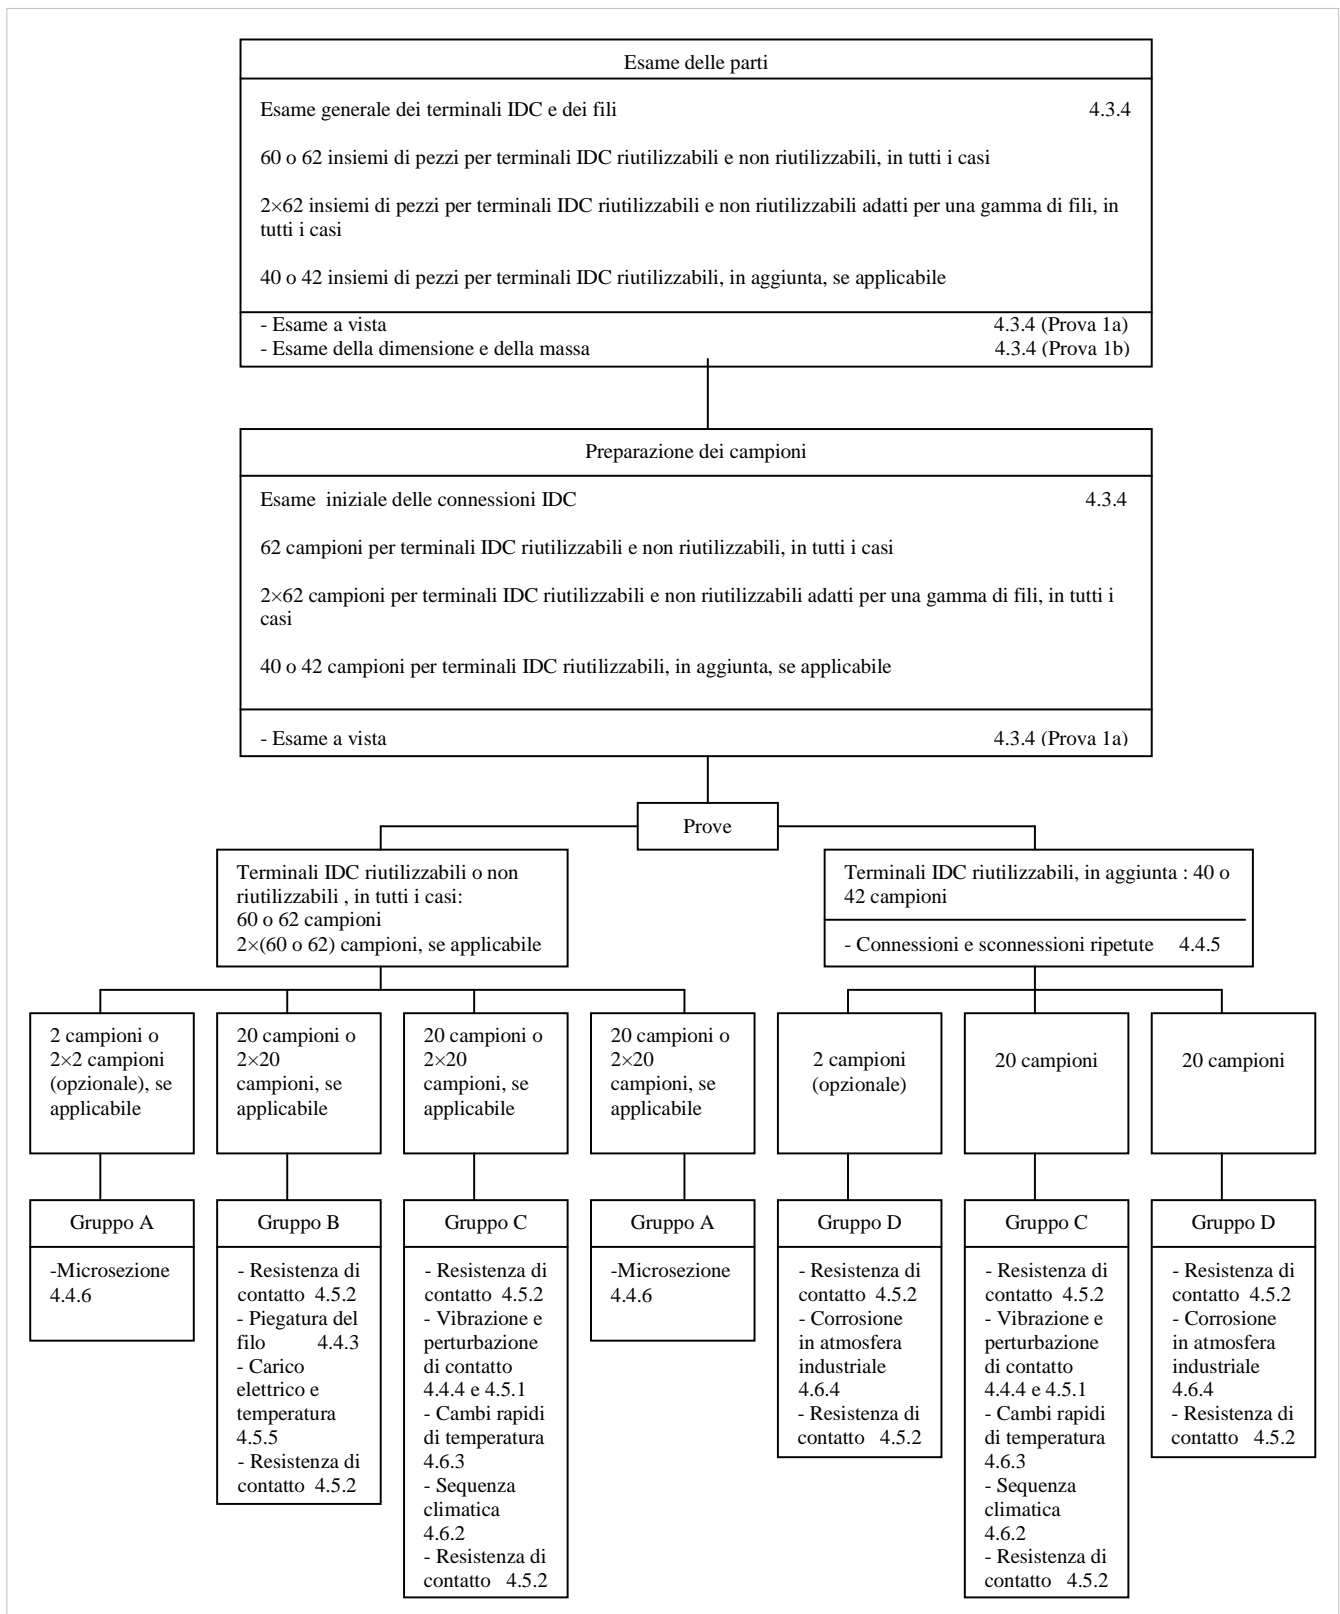 Esame delle parti
Esame generale dei terminali IDC e dei fili 4.3.4
60 o 62 insiemi di pezzi per terminali IDC riutilizzabili e non riutilizzabili, in tutti i casi
2×62 insiemi di pezzi per terminali IDC riutilizzabili e non riutilizzabili adatti per una gamma di fili, in
tutti i casi
40 o 42 insiemi di pezzi per terminali IDC riutilizzabili, in aggiunta, se applicabile
- Esame a vista 4.3.4 (Prova 1a)
- Esame della dimensione e della massa 4.3.4 (Prova 1b)
Preparazione dei campioni
Esame iniziale delle connessioni IDC 4.3.4
62 campioni per terminali IDC riutilizzabili e non riutilizzabili, in tutti i casi
2×62 campioni per terminali IDC riutilizzabili e non riutilizzabili adatti per una gamma di fili, in tutti i
casi
40 o 42 campioni per terminali IDC riutilizzabili, in aggiunta, se applicabile
- Esame a vista 4.3.4 (Prova 1a)
Prove
Terminali IDC riutilizzabili o non
riutilizzabili , in tutti i casi:
60 o 62 campioni
2×(60 o 62) campioni, se applicabile
Terminali IDC riutilizzabili, in aggiunta : 40 o
42 campioni
- Connessioni e sconnessioni ripetute 4.4.5
2 campioni o
2×2 campioni
(opzionale), se
applicabile
20 campioni o
2×20
campioni, se
applicabile
20 campioni o
2×20
campioni, se
applicabile
20 campioni o
2×20
campioni, se
applicabile
2 campioni
(opzionale)
20 campioni
20 campioni
Gruppo A
-Microsezione
4.4.6
Gruppo B
- Resistenza di
contatto 4.5.2
- Piegatura del
filo 4.4.3
- Carico
elettrico e
temperatura
4.5.5
- Resistenza di
contatto 4.5.2
Gruppo C
- Resistenza di
contatto 4.5.2
- Vibrazione e
perturbazione
di contatto
4.4.4 e 4.5.1
- Cambi rapidi
di temperatura
4.6.3
- Sequenza
climatica
4.6.2
- Resistenza di
contatto 4.5.2
Gruppo A
-Microsezione
4.4.6
Gruppo D
- Resistenza di
contatto 4.5.2
- Corrosione
in atmosfera
industriale
4.6.4
- Resistenza di
contatto 4.5.2
Gruppo C
- Resistenza di
contatto 4.5.2
- Vibrazione e
perturbazione
di contatto
4.4.4 e 4.5.1
- Cambi rapidi
di temperatura
4.6.3
- Sequenza
climatica
4.6.2
- Resistenza di
contatto 4.5.2
Gruppo D
- Resistenza di
contatto 4.5.2
- Corrosione
in atmosfera
industriale
4.6.4
- Resistenza di
contatto 4.5.2